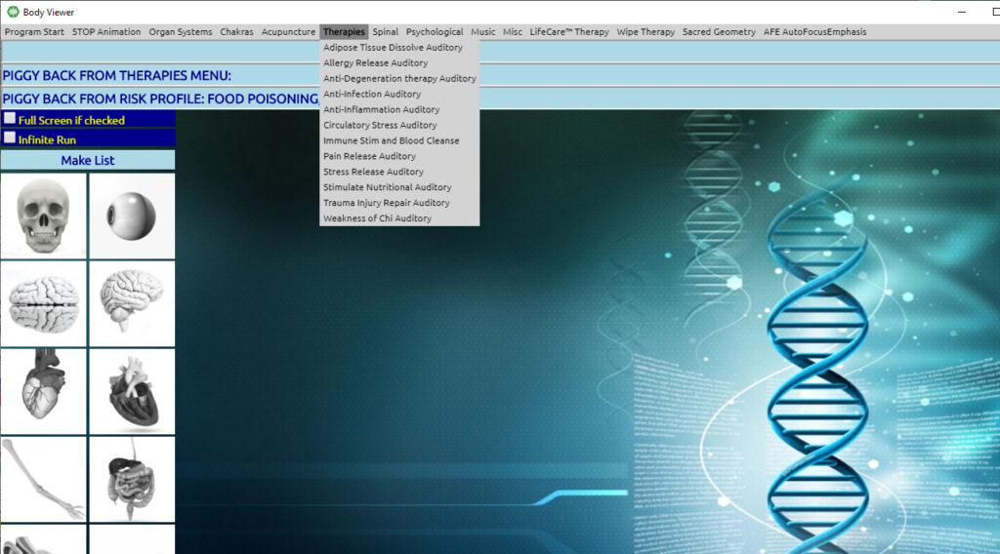 Body Viewer
Program Start STOP Animation Organ Systems Chakras Acupuncture Therapies Spinal Psychological Music Misc LifeCare™ Therapy Wipe Therapy Sacred Geometry AFE AutoFocusEmphasis
Adipose Tissue Dissolve Auditory
Allergy Release Auditory
Anti-Degeneration therapy Auditory
Anti-Infection Auditory
Anti-Inflammation Auditory
Circulatory Stress Auditory
Immune Stim and Blood Cleanse
Pain Release Auditory
Stress Release Auditory
Stimulate Nutritional Auditory
Trauma Injury Repair Auditory
Weakness of Chi Auditory
PIGGY BACK FROM THERAPIES MENU:
PIGGY BACK FROM RISK PROFILE: FOOD POISONING,
Full Screen if checked
Infinite Run
Make List